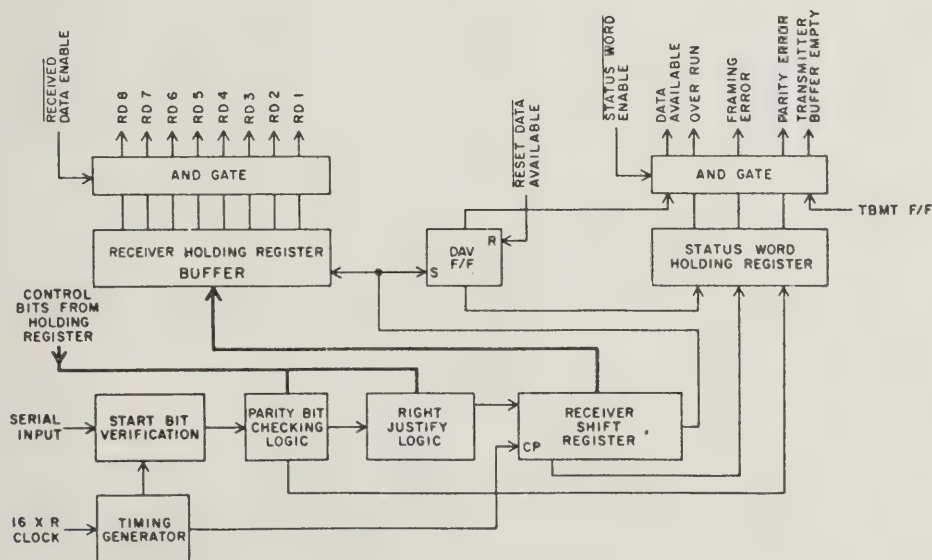 RECEIVED
DATA ENABLE
RD 8
RD 7
RD 6
RD 5
RD 4
RD 3
RD 2
RD 1
RESET DATA
AVAILABLE
STATUS WORD
ENABLE
DATA
AVAILABLE
OVER RUN
FRAMING
ERROR
PARITY ERROR
TRANSMITTER
BUFFER EMPTY
AND GATE
AND GATE
TBMT F/F
RECEIVER HOLDING REGISTER
BUFFER
DAV
F/F
R
S
STATUS WORD
HOLDING REGISTER
CONTROL
BITS FROM
HOLDING
REGISTER
SERIAL
INPUT
START BIT
VERIFICATION
PARITY BIT
CHECKING
LOGIC
RIGHT
JUSTIFY
LOGIC
RECEIVER
SHIFT
REGISTER
CP
16 X R
CLOCK
TIMING
GENERATOR